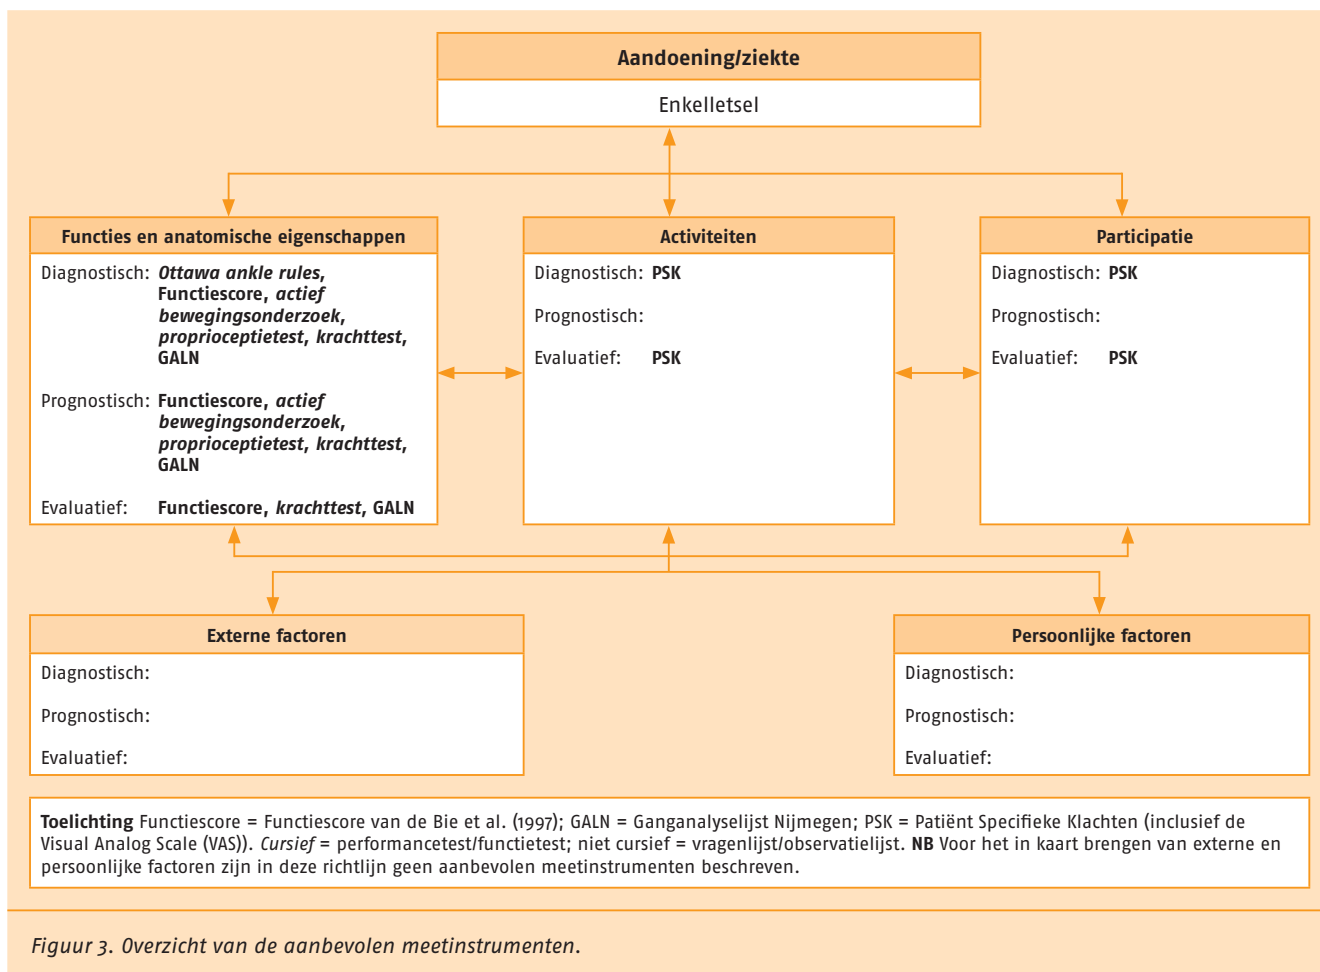 Aandoening/ziekte
Enkelletsel
Functies en anatomische eigenschappen
Diagnostisch: Ottawa ankle rules,
Functiescore, actief
bewegingsonderzoek,
proprioceptietest, krachttest,
GALN
Prognostisch: Functiescore, actief
bewegingsonderzoek,
proprioceptietest, krachttest,
GALN
Evaluatief: Functiescore, krachttest, GALN
Activiteiten
Diagnostisch: PSK
Prognostisch:
Evaluatief: PSK
Participatie
Diagnostisch: PSK
Prognostisch:
Evaluatief: PSK
Externe factoren
Diagnostisch:
Prognostisch:
Evaluatief:
Persoonlijke factoren
Diagnostisch:
Prognostisch:
Evaluatief:
Toelichting Functiescore = Functiescore van de Bie et al. (1997); GALN = Ganganalyselijst Nijmegen; PSK = Patiënt Specifieke Klachten (inclusief de
Visual Analog Scale (VAS)). Cursief = performancetest/functietest; niet cursief = vragenlijst/observatielijst. NB Voor het in kaart brengen van externe en
persoonlijke factoren zijn in deze richtlijn geen aanbevolen meetinstrumenten beschreven.
Figuur 3. Overzicht van de aanbevolen meetinstrumenten.